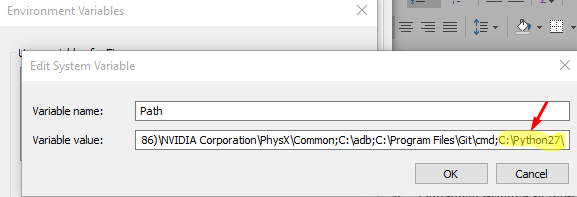 Environment Variables
Edit System Variable
Variable name:
Path
Variable value:
86)\NVIDIA Corporation\PhysX\Common;C:\adb;C:\Program Files\Git\cmd;C:\Python27\
OK
Cancel